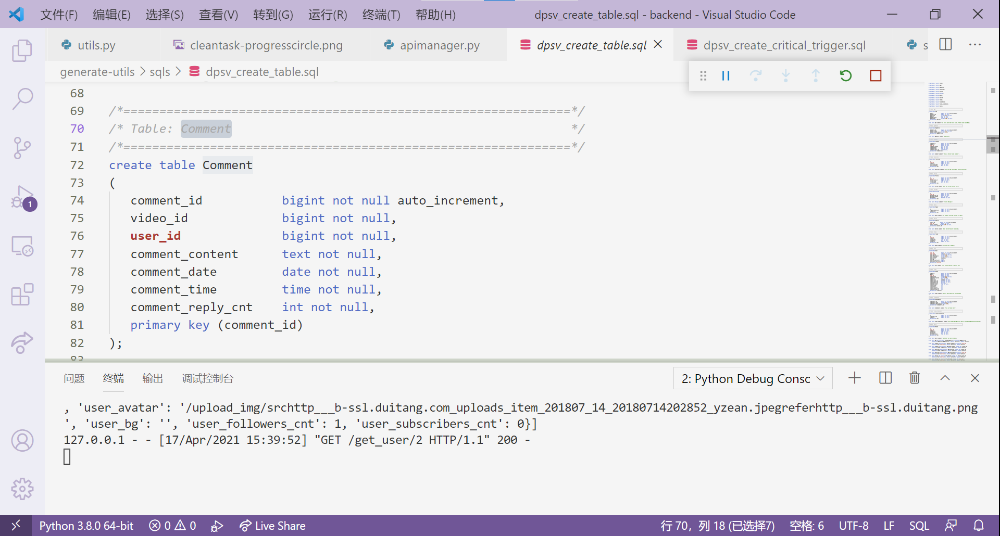 文件(F) 编辑(E) 选择(S) 查看(V) 转到(G) 运行(R) 终端(T) 帮助(H) dpsv_create_table.sql - backend - Visual Studio Code
utils.py cleantask-progresscircle.png apimanager.py dpsv_create_table.sql dpsv_create_critical_trigger.sql s
generate-utils > sqls > dpsv_create_table.sql
68
69 /*==============================================================*/
70 /* Table: Comment */
71 /*==============================================================*/
72 create table Comment
73 (
74 comment_id bigint not null auto_increment,
75 video_id bigint not null,
76 user_id bigint not null,
77 comment_content text not null,
78 comment_date date not null,
79 comment_time time not null,
80 comment_reply_cnt int not null,
81 primary key (comment_id)
82 );
83
1
问题 终端 输出 调试控制台 2: Python Debug Consc
, 'user_avatar': '/upload_img/srchttp___b-ssl.duitang.com_uploads_item_201807_14_20180714202852_yzean.jpegreferhttp___b-ssl.duitang.png
', 'user_bg': '', 'user_followers_cnt': 1, 'user_subscribers_cnt': 0}]
127.0.0.1 - - [17/Apr/2021 15:39:52] "GET /get_user/2 HTTP/1.1" 200 -
Python 3.8.0 64-bit 0 0 Live Share 行 70，列 18 (已选择7) 空格: 6 UTF-8 LF SQL